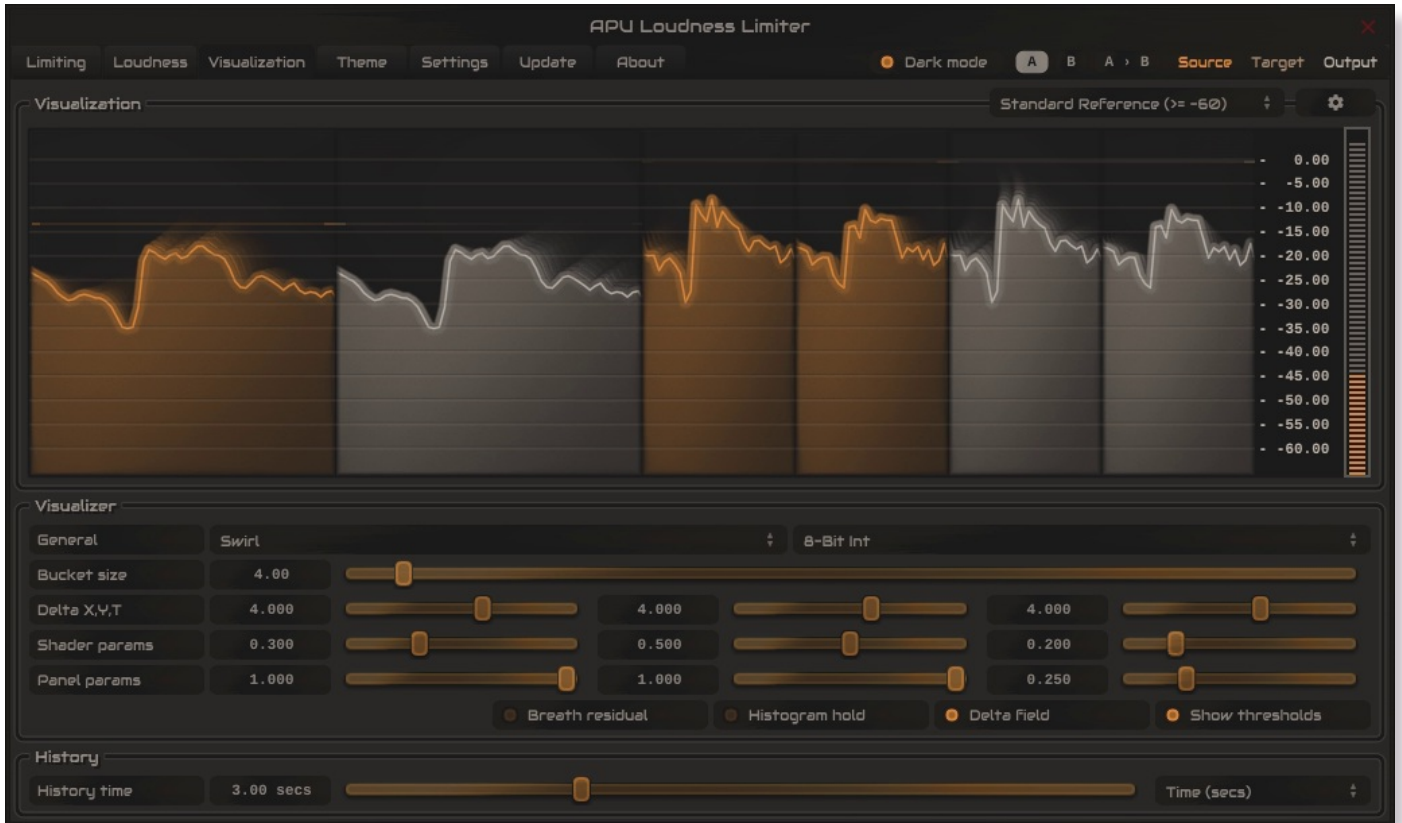 APU Loudness Limiter
Limiting Loudness Visualization Theme Settings Update About Dark mode A B A › B Source Target Output
Visualization Standard Reference (>= -60)
- 0.00
- -5.00
- -10.00
- -15.00
- -20.00
- -25.00
- -30.00
- -35.00
- -40.00
- -45.00
- -50.00
- -55.00
- -60.00
Visualizer
General Swirl 8-Bit Int
Bucket size 4.00
Delta X,Y,T 4.000 4.000 4.000
Shader params 0.300 0.500 0.200
Panel params 1.000 1.000 0.250
Breath residual Histogram hold Delta field Show thresholds
History
History time 3.00 secs Time (secs)